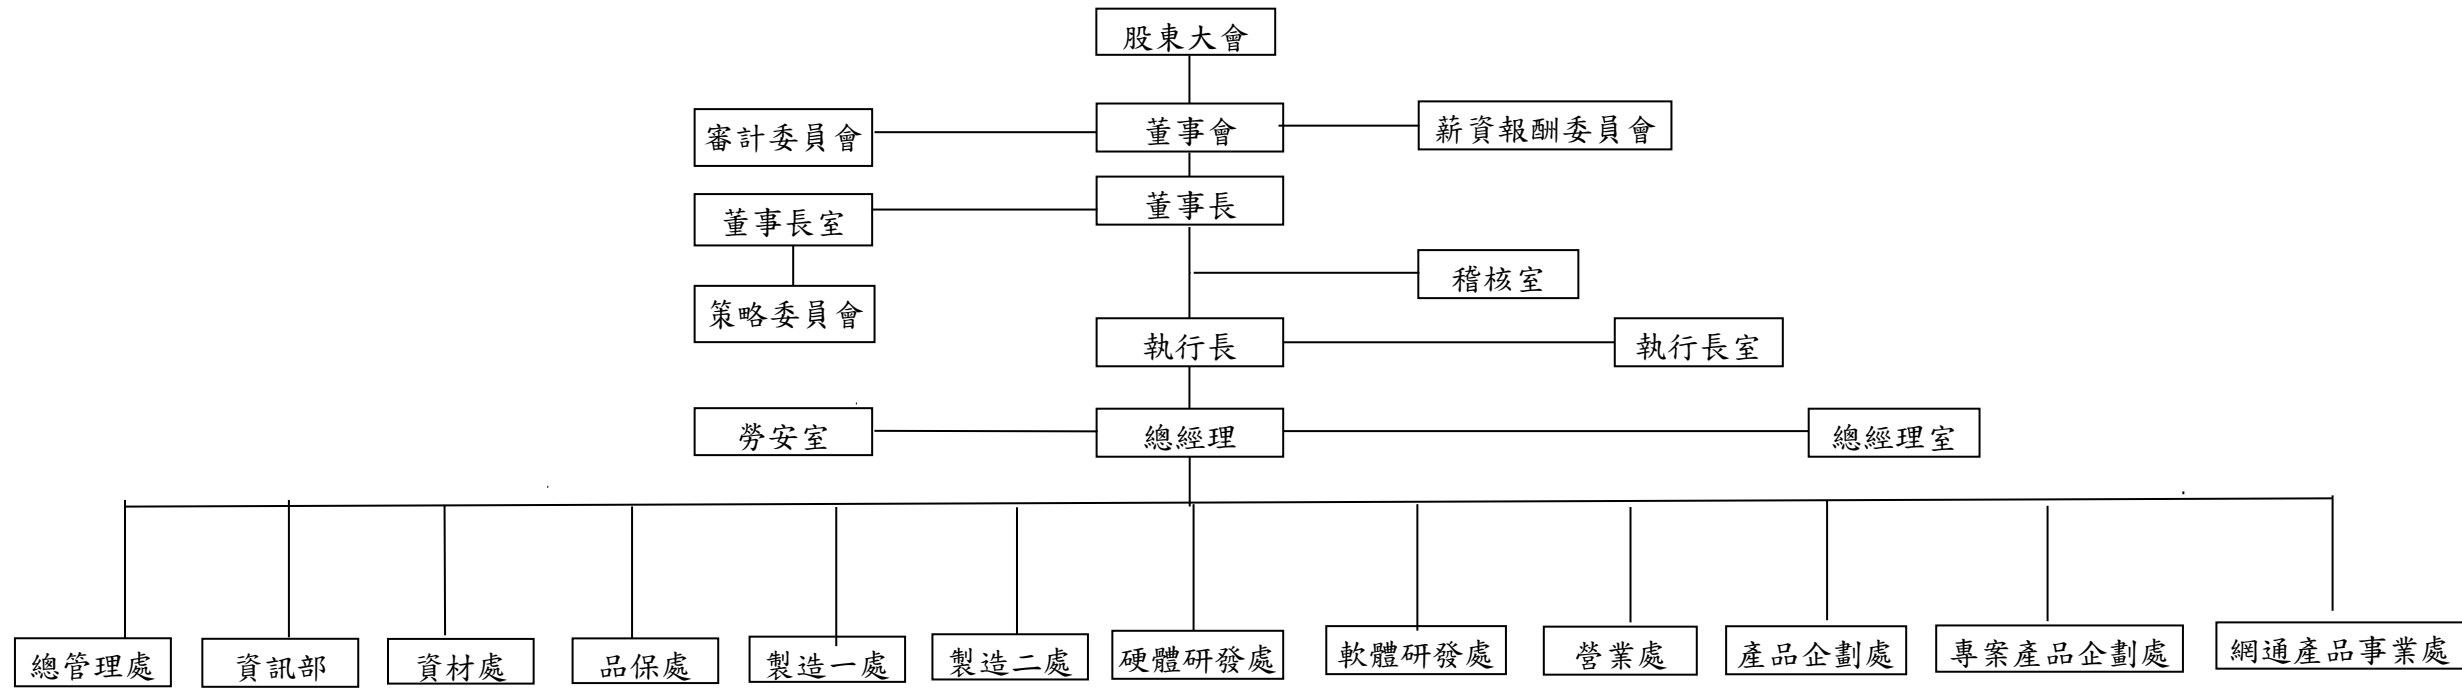 股東大會
審計委員會
董事會
薪資報酬委員會
董事長室
董事長
策略委員會
稽核室
執行長
執行長室
勞安室
總經理
總經理室
總管理處
資訊部
資材處
品保處
製造一處
製造二處
硬體研發處
軟體研發處
營業處
產品企劃處
專案產品企劃處
網通產品事業處